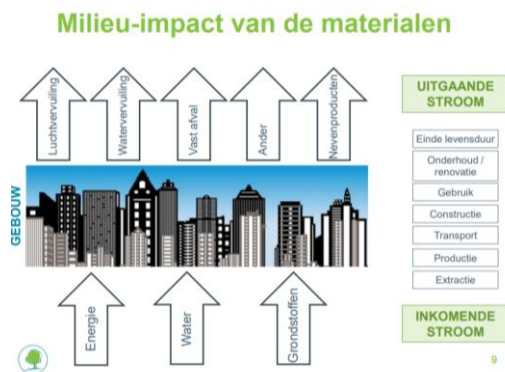 Milieu-impact van de materialen
Luchtvervuiling
Watervervuiling
Vast afval
Ander
Nevenproducten
GEBOUW
Energie
Water
Grondstoffen
UITGAANDE
STROOM
Einde levensduur
Onderhoud /
renovatie
Gebruik
Constructie
Transport
Productie
Extractie
INKOMENDE
STROOM
9